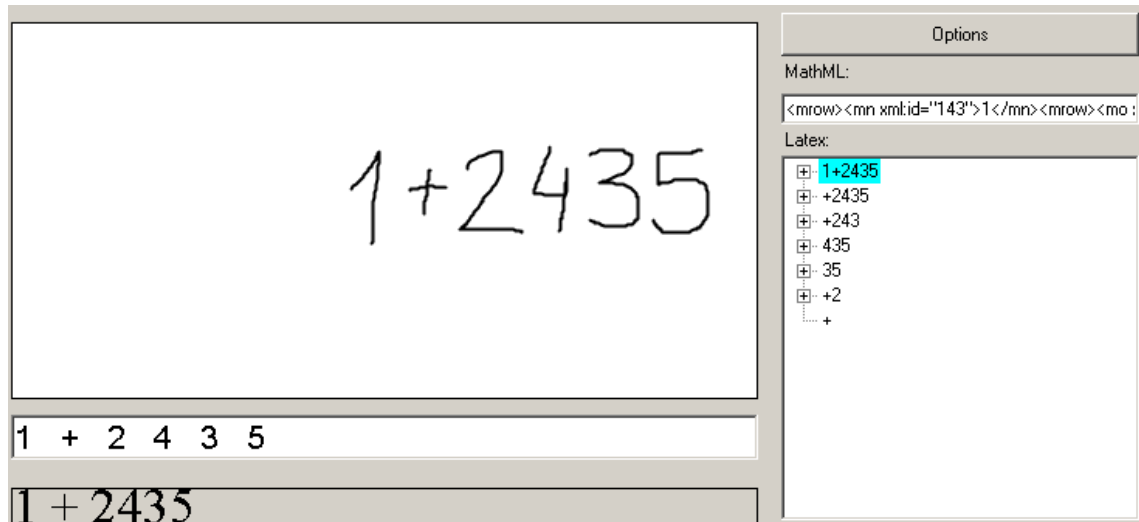 Options
MathML:
<mrow><mn xml:id="143">1</mn><mrow><mo :
Latex:
1+2435
1+2435
+2435
+243
435
35
+2
+
1 + 2 4 3 5
1 + 2435